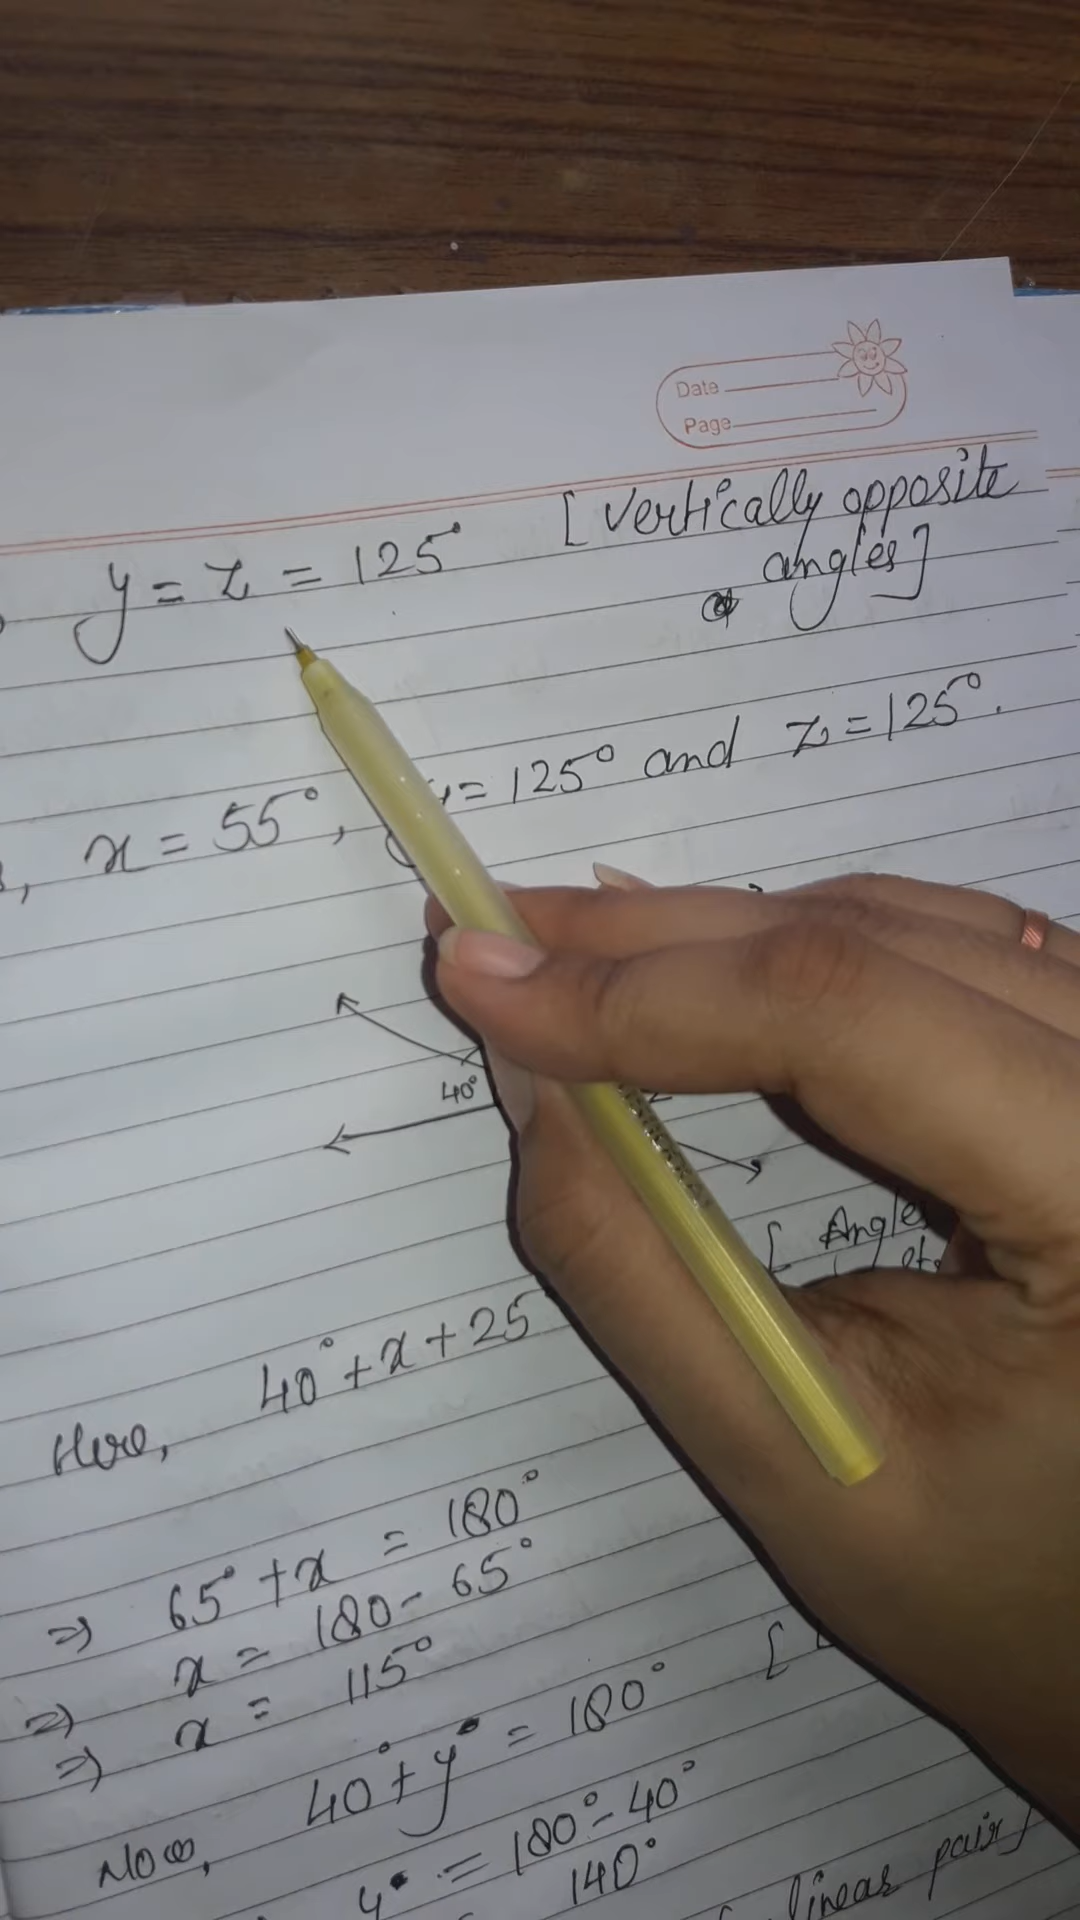 Date
Page
y = z = 125° [Vertically opposite
angles]
x = 55°, y = 125° and z = 125°.
40°
[Angles
Here, 40° + x + 25
⇒ 65° + x = 180°
⇒ x = 180 - 65°
⇒ x = 115°
Now, 40° + y = 180° [
y = 180° - 40°
140°
linear pair]